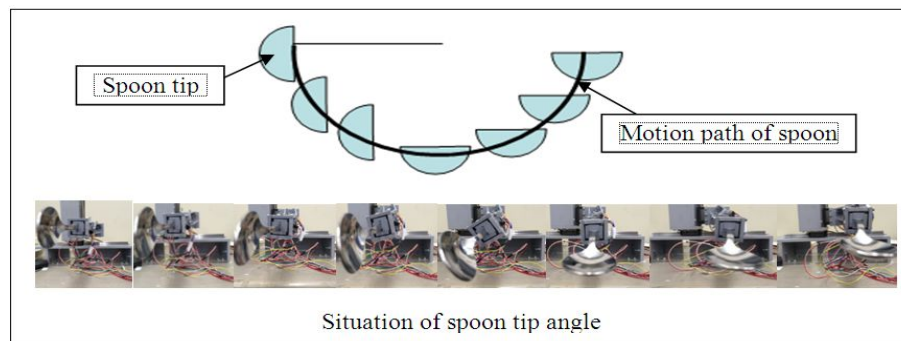 Spoon tip
Motion path of spoon
Situation of spoon tip angle